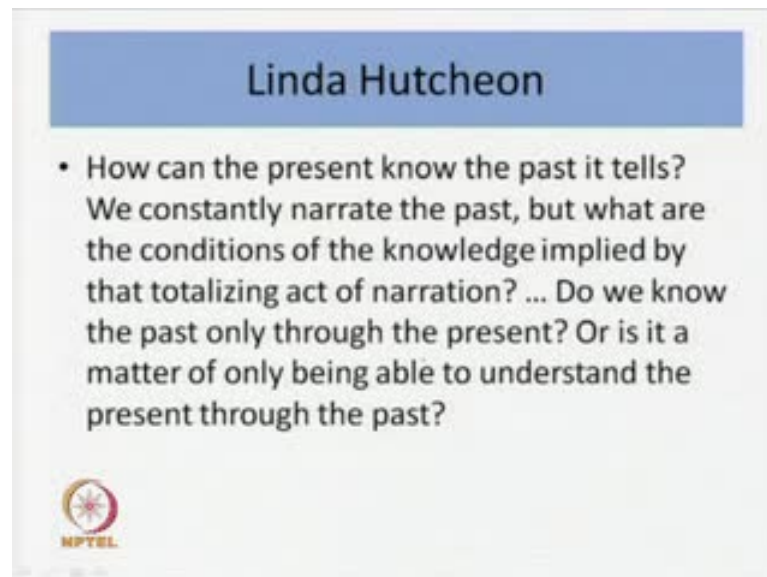 Linda Hutcheon
• How can the present know the past it tells?
We constantly narrate the past, but what are
the conditions of the knowledge implied by
that totalizing act of narration? ... Do we know
the past only through the present? Or is it a
matter of only being able to understand the
present through the past?
NPTEL